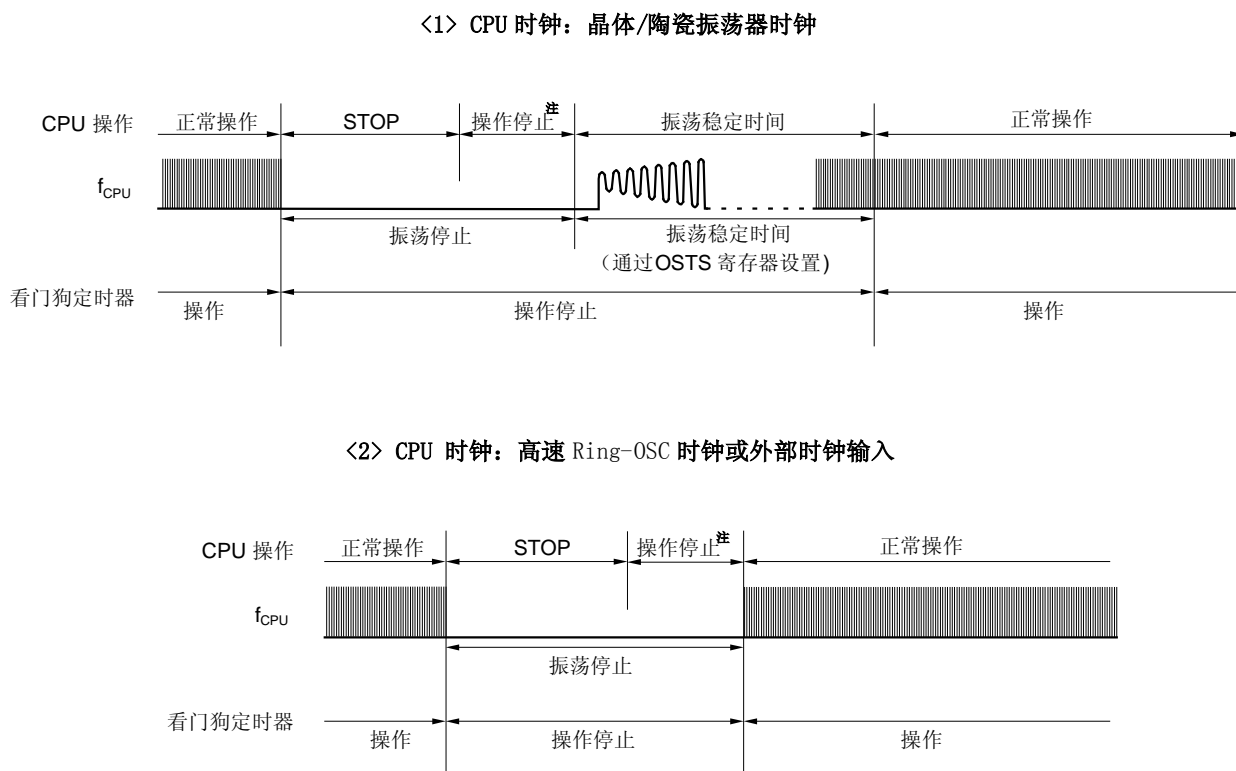 <1> CPU 时钟：晶体/陶瓷振荡器时钟
CPU 操作 正常操作 STOP 操作停止注 振荡稳定时间 正常操作
fCPU
振荡停止 振荡稳定时间
（通过OSTS 寄存器设置)
看门狗定时器
操作 操作停止 操作
<2> CPU 时钟：高速 Ring-OSC 时钟或外部时钟输入
CPU 操作 正常操作 STOP 操作停止注 正常操作
fCPU
振荡停止
看门狗定时器
操作 操作停止 操作